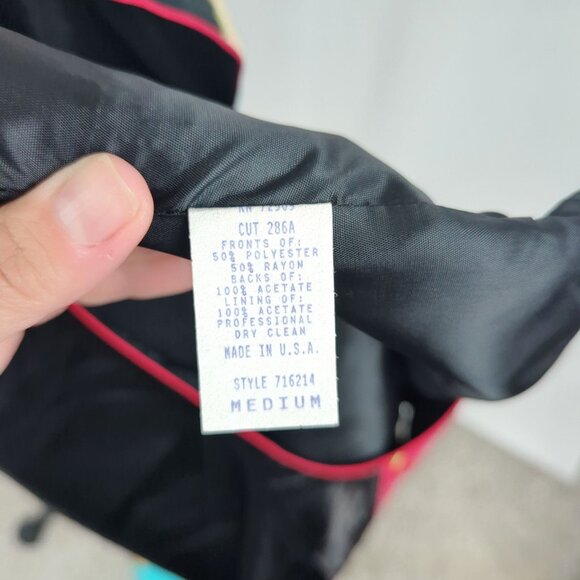 CUT 286A
FRONTS OF:
50% POLYESTER
50% RAYON
BACKS OF:
100% ACETATE
LINING OF:
100% ACETATE
PROFESSIONAL
DRY CLEAN
MADE IN U.S.A.
STYLE 716214
MEDIUM